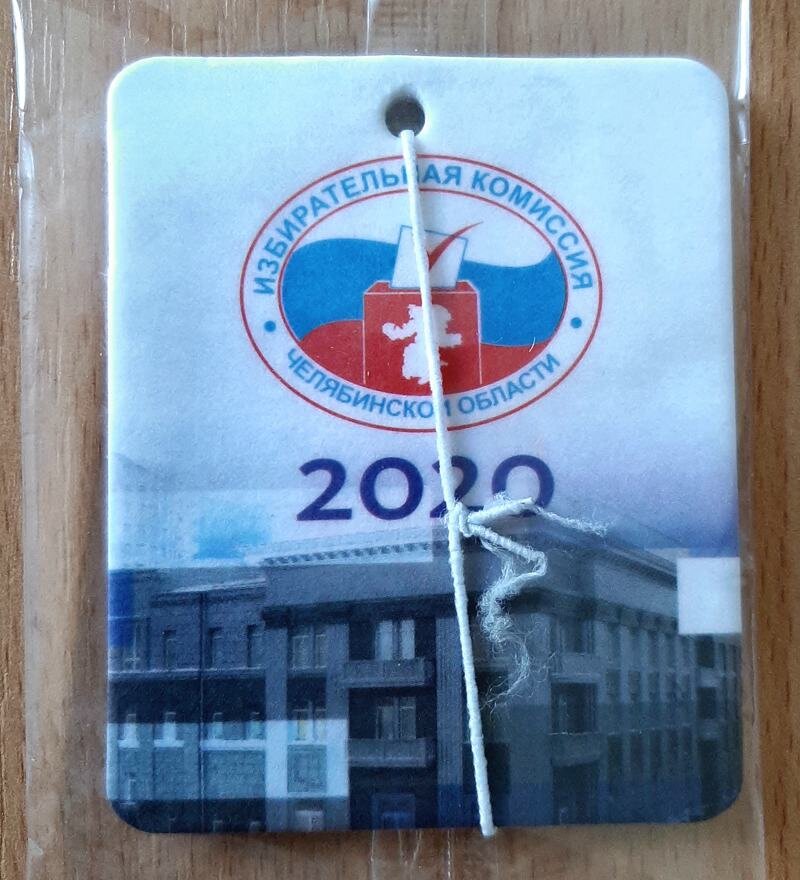 ИЗБИРАТЕЛЬНАЯ КОМИССИЯ
ЧЕЛЯБИНСКОЙ ОБЛАСТИ
2020